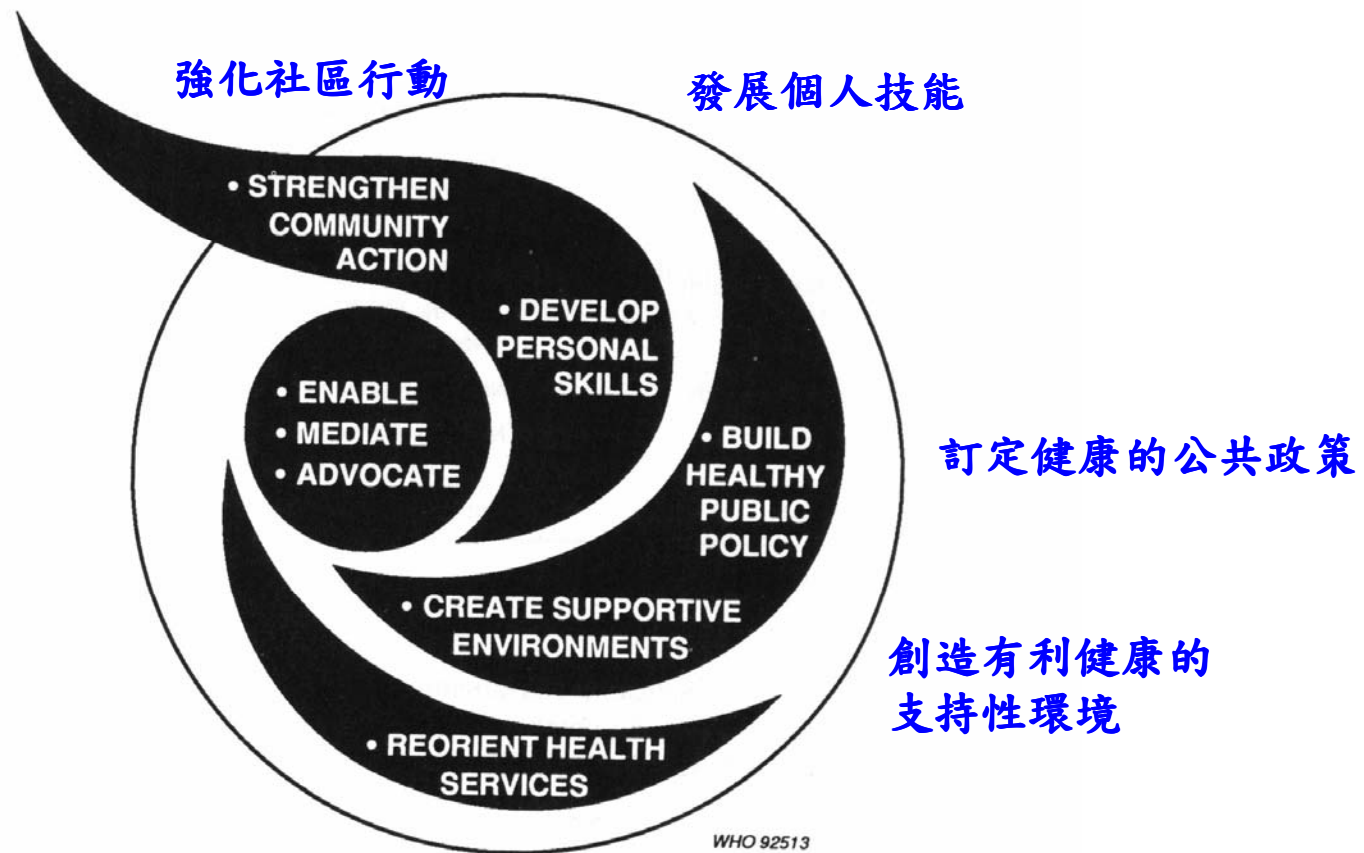 強化社區行動
發展個人技能
• STRENGTHEN
COMMUNITY
ACTION
• DEVELOP
PERSONAL
SKILLS
• ENABLE
• MEDIATE
• ADVOCATE
• BUILD
HEALTHY
PUBLIC
POLICY
訂定健康的公共政策
• CREATE SUPPORTIVE
ENVIRONMENTS
創造有利健康的
支持性環境
• REORIENT HEALTH
SERVICES
WHO 92513